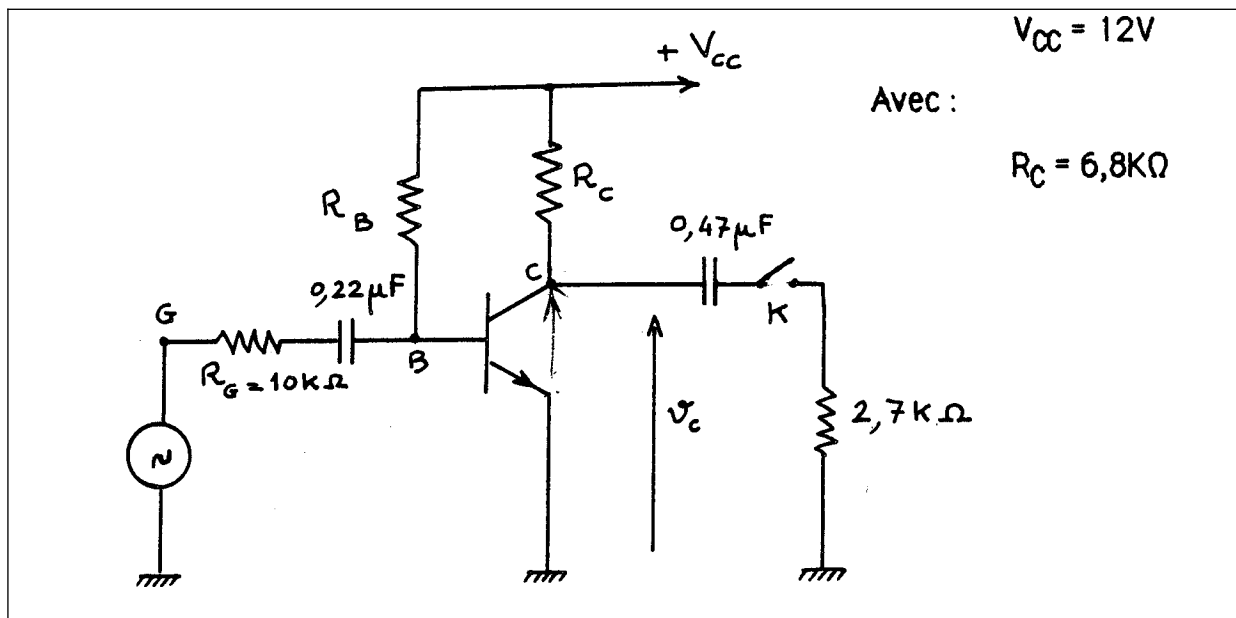 + V_CC
V_CC = 12V
Avec :
R_C = 6,8KΩ
R_B
R_C
0,47µF
C
K
0,22µF
G
B
R_G = 10KΩ
v_c
2,7KΩ
~